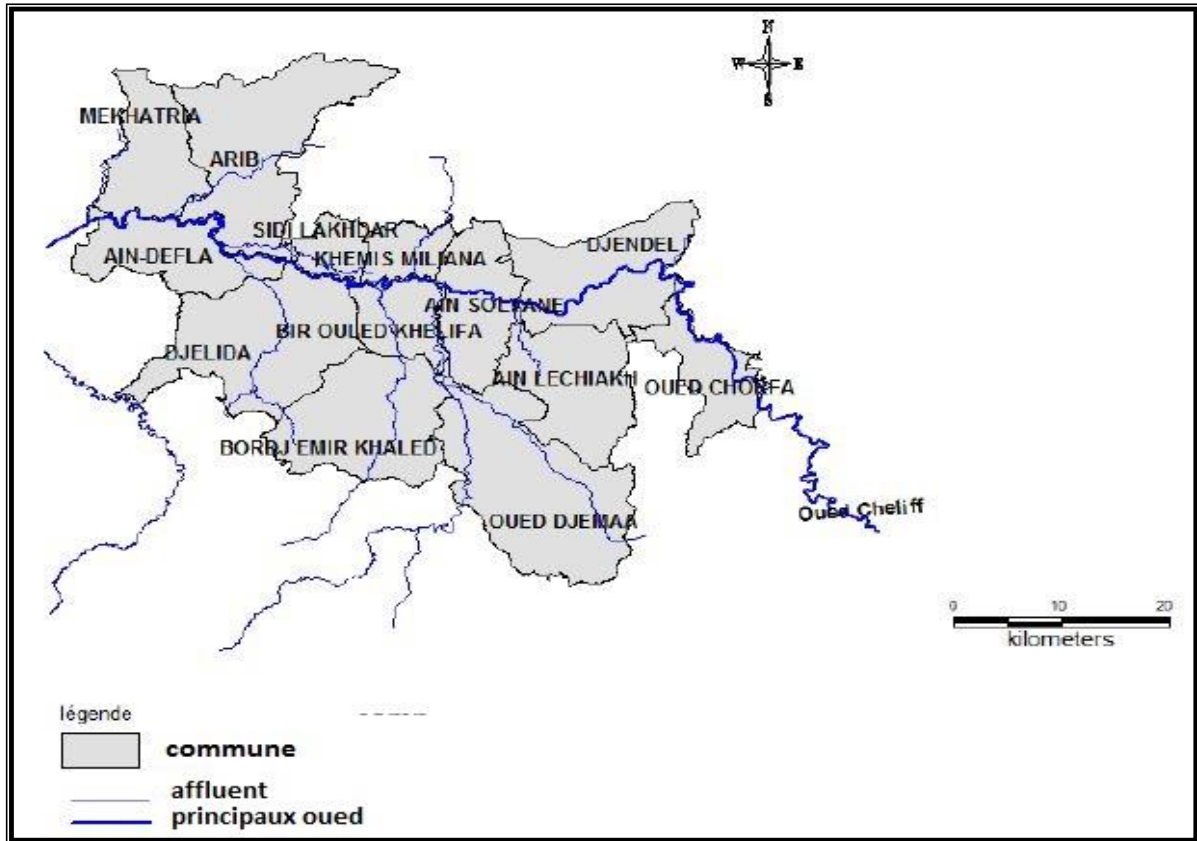 N
W E
S
MEKHATRIA
ARIB
SIDI LAKHDAR
DJENDEL
AIN-DEFLA
KHEMIS MILIANA
AIN SOLTANE
BIR OULED KHELIFA
DJELIDA
AIN LECHIAKH
OUED CHORFA
BORDJ EMIR KHALED
OUED DJEMAA
Oued Cheliff
0 10 20
kilometers
légende
commune
affluent
principaux oued